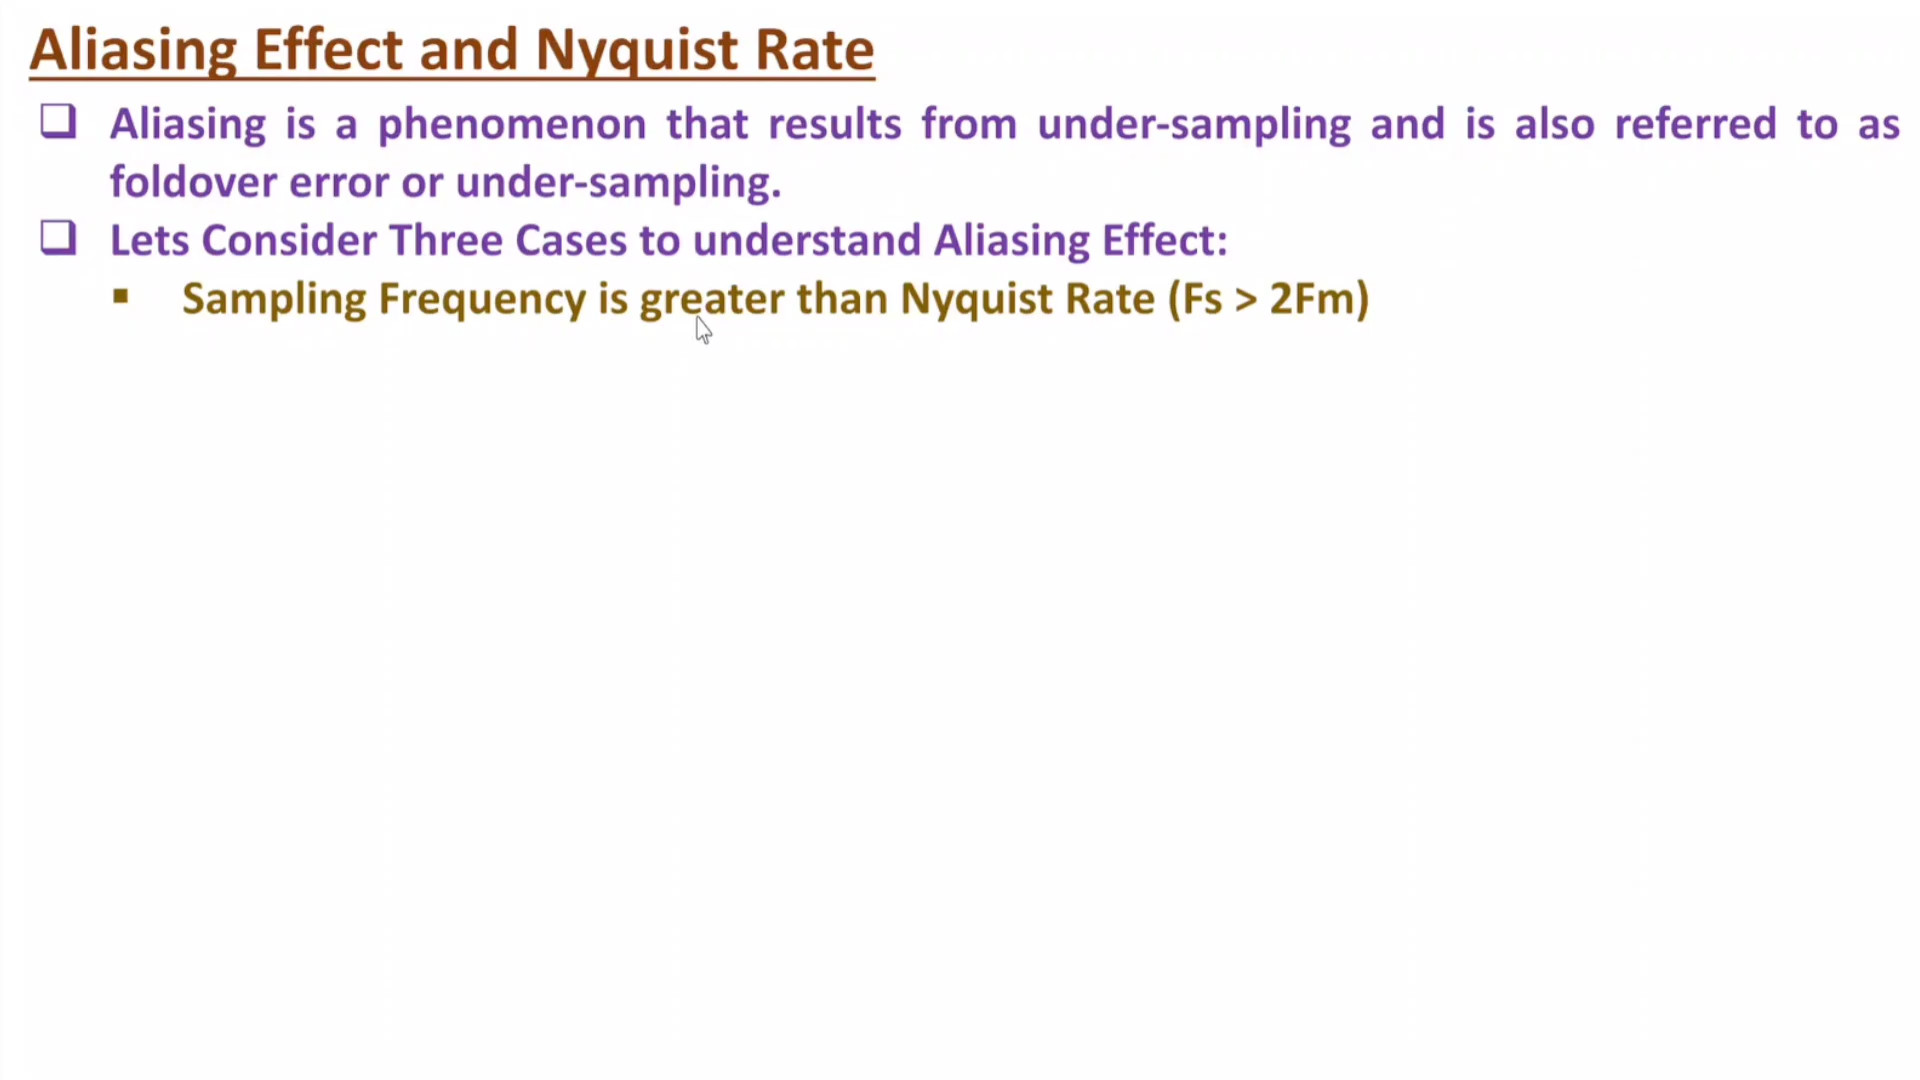 Aliasing Effect and Nyquist Rate
Aliasing is a phenomenon that results from under-sampling and is also referred to as
foldover error or under-sampling.
Lets Consider Three Cases to understand Aliasing Effect:
Sampling Frequency is greater than Nyquist Rate (Fs > 2Fm)